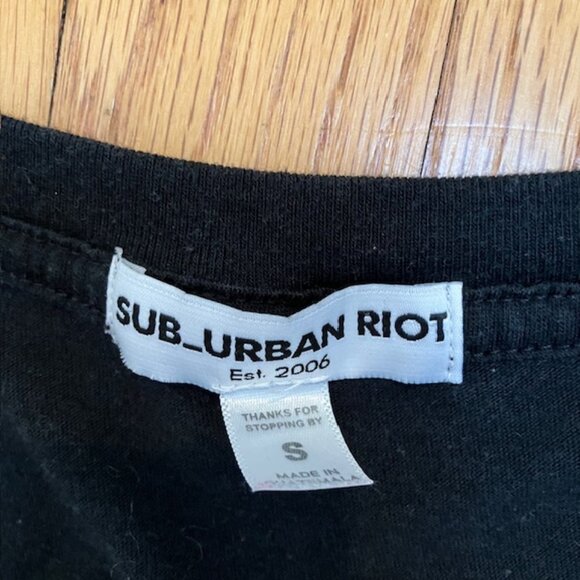 SUB_URBAN RIOT
Est. 2006
THANKS FOR
STOPPING BY
S
MADE IN
GUATEMALA